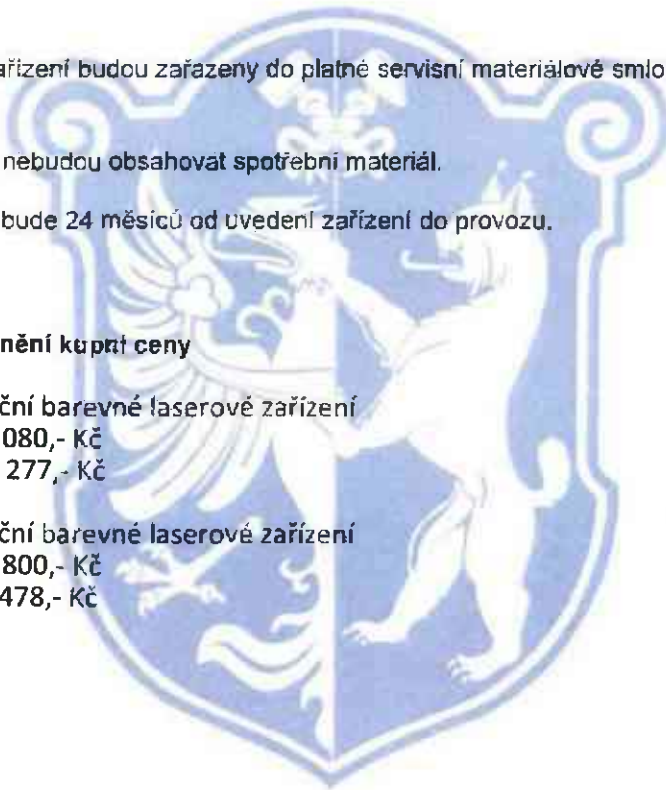 ařízení budou zařazeny do platné servisní materiálové smlo
nebudou obsahovat spotřební materiál.
bude 24 měsíců od uvedení zařízení do provozu.
nění kupní ceny
ční barevné laserové zařízení
080,- Kč
277,- Kč
ční barevné laserové zařízení
800,- Kč
478,- Kč